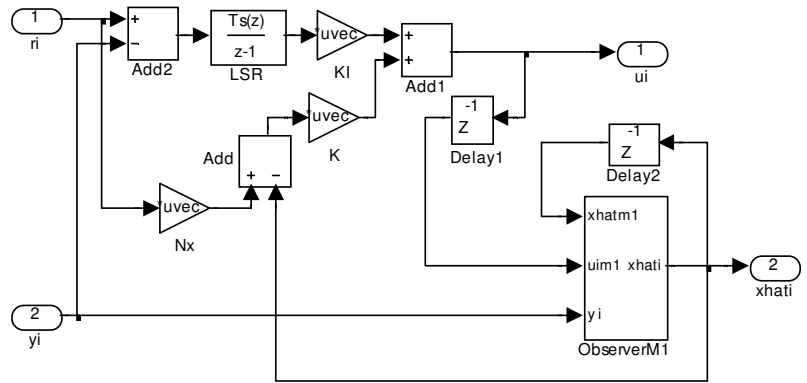 1
ri
+
−
Add2
Ts(z)
z-1
LSR
*uvec
KI
+
+
Add1
1
ui
*uvec
K
Add
+ −
-1
Z
Delay1
-1
Z
Delay2
*uvec
Nx
xhatm1
uim1 xhati
yi
ObserverM1
2
xhati
2
yi